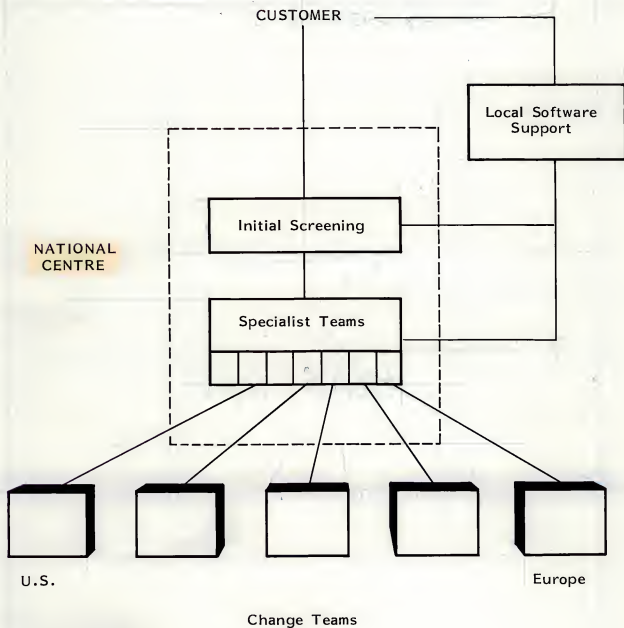 CUSTOMER
Local Software
Support
Initial Screening
NATIONAL
CENTRE
Specialist Teams
U.S.
Europe
Change Teams